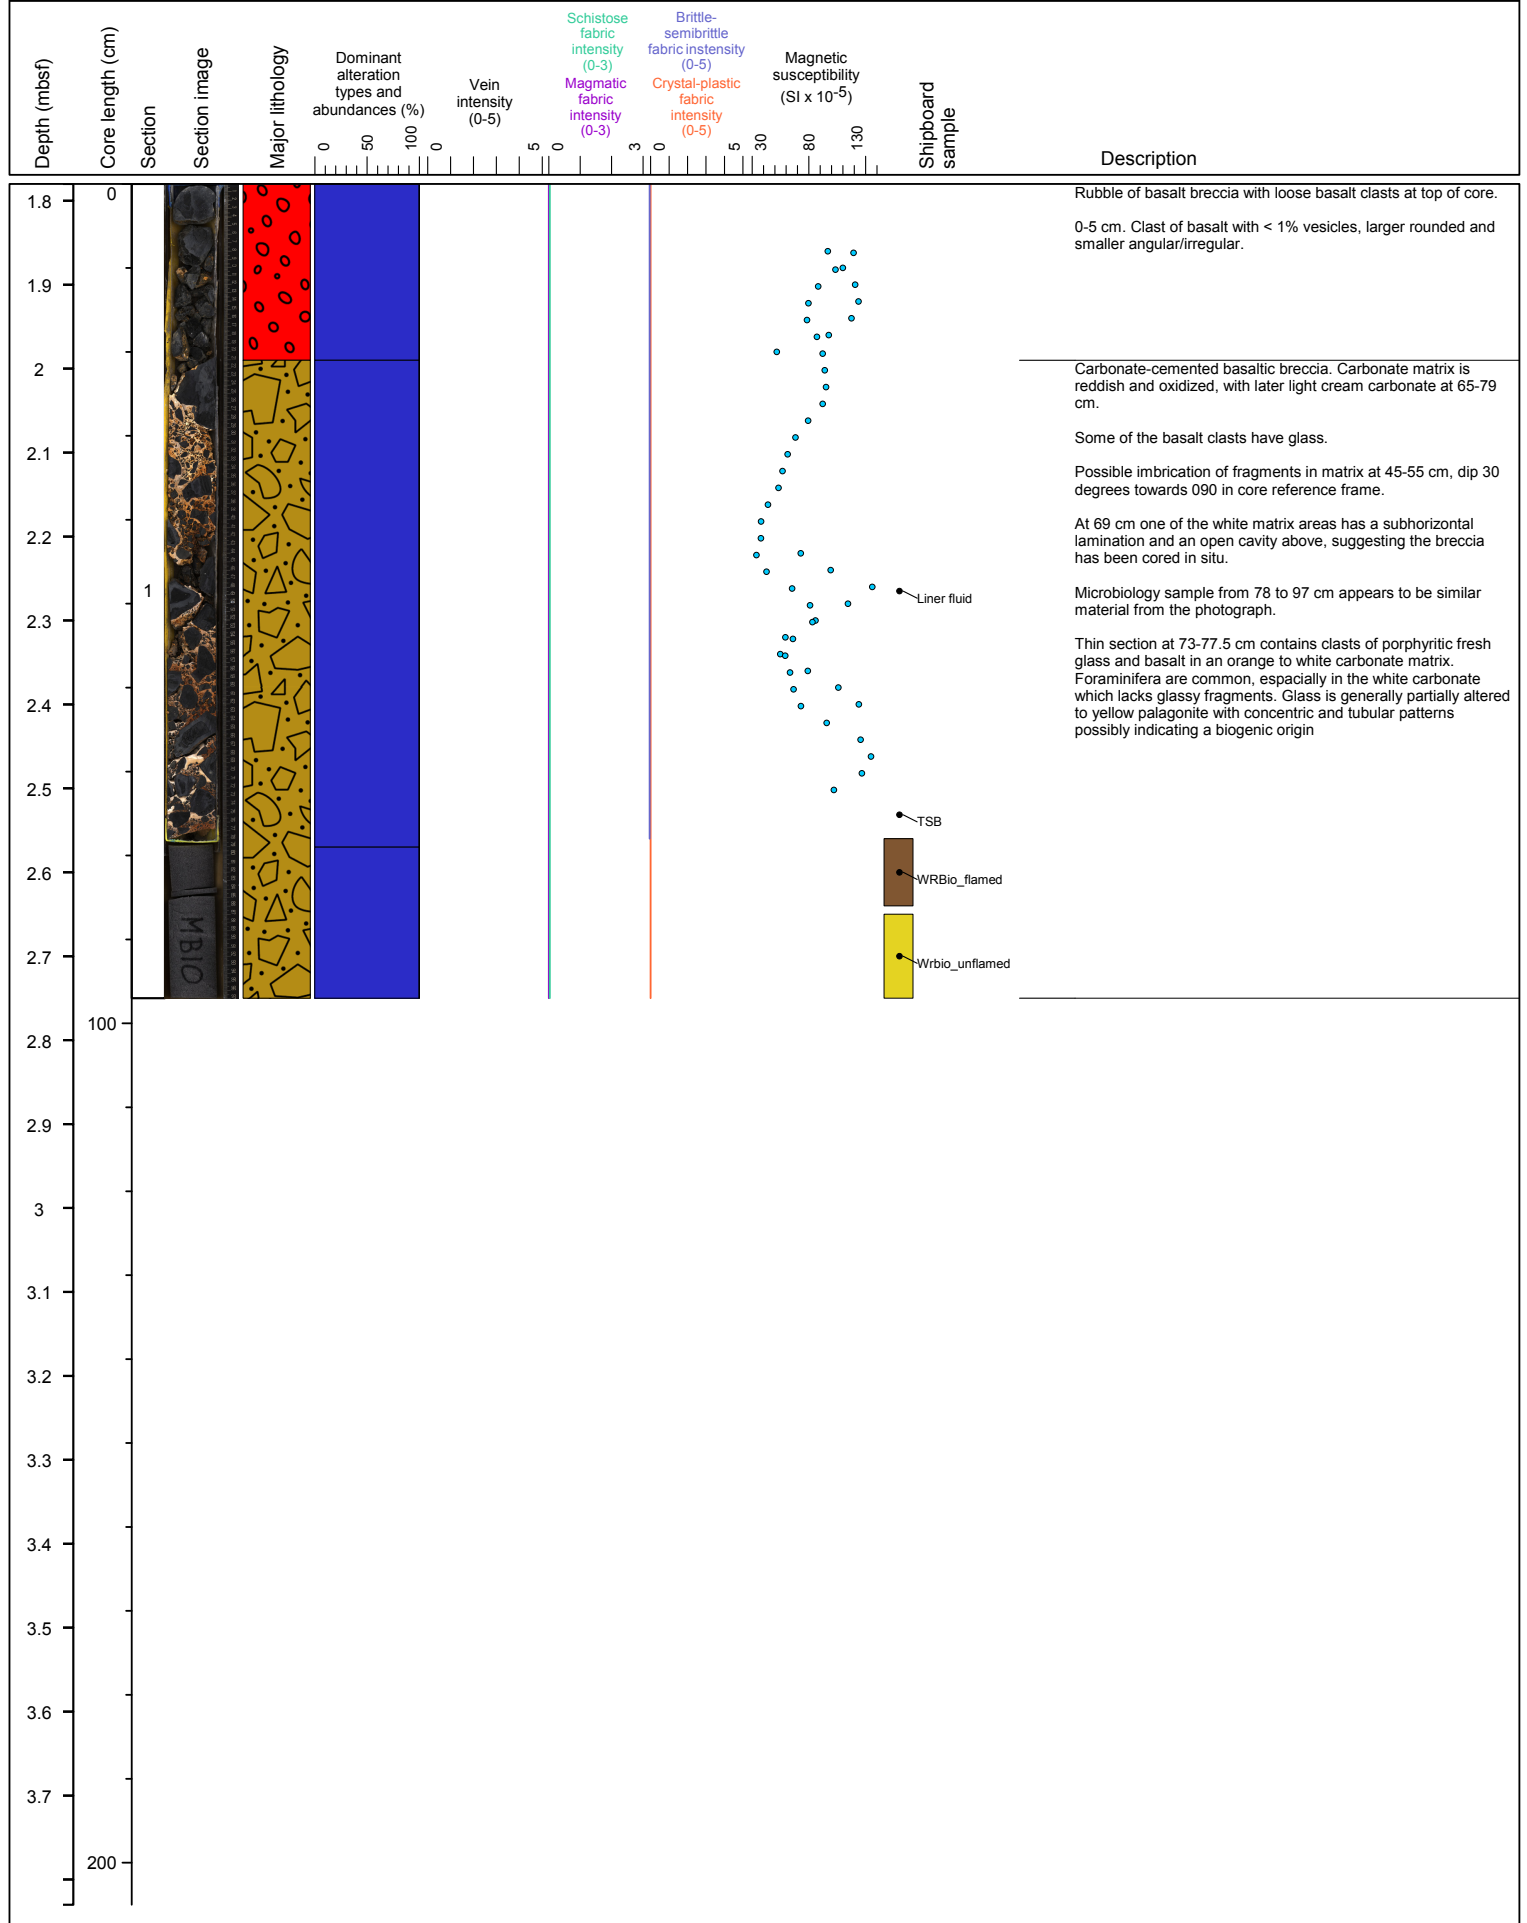 Depth (mbsf)
Core length (cm)
Section
Section image
Major lithology
Dominant
alteration
types and
abundances (%)
0
50
100
Vein
intensity
(0-5)
0
5
Schistose
fabric
intensity
(0-3)
Magmatic
fabric
intensity
(0-3)
0
3
Brittle-
semibrittle
fabric instensity
(0-5)
Crystal-plastic
fabric
intensity
(0-5)
0
5
Magnetic
susceptibility
(SI x 10-5)
30
80
130
Shipboard
sample
Description
1.8
1.9
2
2.1
2.2
2.3
2.4
2.5
2.6
2.7
2.8
2.9
3
3.1
3.2
3.3
3.4
3.5
3.6
3.7
0
100
200
1
MBIO
Liner fluid
TSB
WRBio_flamed
Wrbio_unflamed
Rubble of basalt breccia with loose basalt clasts at top of core.
0-5 cm. Clast of basalt with < 1% vesicles, larger rounded and
smaller angular/irregular.
Carbonate-cemented basaltic breccia. Carbonate matrix is
reddish and oxidized, with later light cream carbonate at 65-79
cm.
Some of the basalt clasts have glass.
Possible imbrication of fragments in matrix at 45-55 cm, dip 30
degrees towards 090 in core reference frame.
At 69 cm one of the white matrix areas has a subhorizontal
lamination and an open cavity above, suggesting the breccia
has been cored in situ.
Microbiology sample from 78 to 97 cm appears to be similar
material from the photograph.
Thin section at 73-77.5 cm contains clasts of porphyritic fresh
glass and basalt in an orange to white carbonate matrix.
Foraminifera are common, espacially in the white carbonate
which lacks glassy fragments. Glass is generally partially altered
to yellow palagonite with concentric and tubular patterns
possibly indicating a biogenic origin